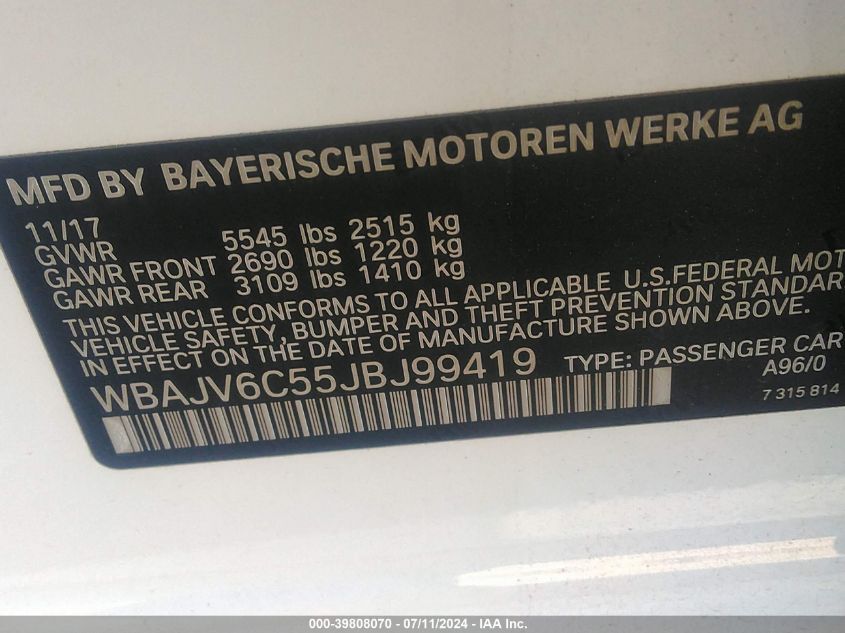 MFD BY BAYERISCHE MOTOREN WERKE AG
11/17
GVWR 5545 lbs 2515 kg
GAWR FRONT 2690 lbs 1220 kg
GAWR REAR 3109 lbs 1410 kg
THIS VEHICLE CONFORMS TO ALL APPLICABLE U.S.FEDERAL MOT
VEHICLE SAFETY, BUMPER AND THEFT PREVENTION STANDAR
IN EFFECT ON THE DATE OF MANUFACTURE SHOWN ABOVE.
WBAJV6C55JBJ99419 TYPE: PASSENGER CAR
A96/0
7 315 814
000-39808070 / 07/11/2024 - IAA Inc.